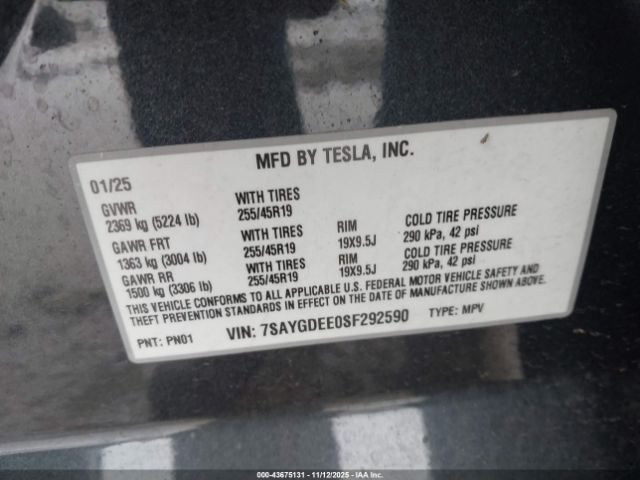 MFD BY TESLA, INC.
01/25
GVWR WITH TIRES
2369 kg (5224 lb) 255/45R19
GAWR FRT WITH TIRES RIM COLD TIRE PRESSURE
1363 kg (3004 lb) 255/45R19 19X9.5J 290 kPa, 42 psi
GAWR RR WITH TIRES RIM COLD TIRE PRESSURE
1500 kg (3306 lb) 255/45R19 19X9.5J 290 kPa, 42 psi
THIS VEHICLE CONFORMS TO ALL APPLICABLE U.S. FEDERAL MOTOR VEHICLE SAFETY AND
THEFT PREVENTION STANDARDS IN EFFECT ON THE DATE OF MANUFACTURE SHOWN ABOVE.
PNT: PN01 VIN: 7SAYGDEE0SF292590 TYPE: MPV
000-43675131 - 11/12/2025 - IAAI Inc. Copyright